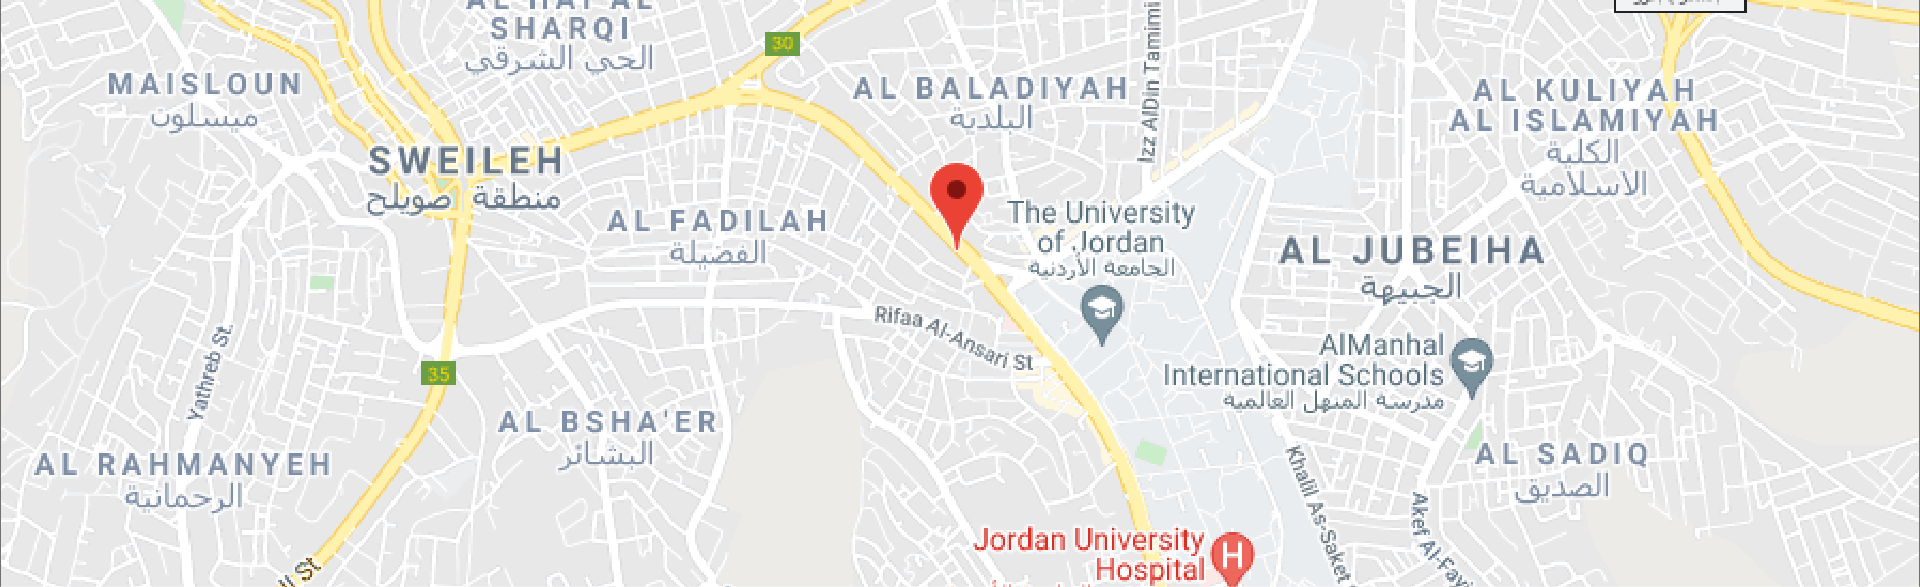 AL HAY AL
SHARQI
الحي الشرقي
30
MAISLOUN
ميسلون
AL BALADIYAH
البلدية
Izz AlDin Tamimi
AL KULIYAH
AL ISLAMIYAH
الكلية
الاسلامية
SWEILEH
منطقة صويلح
AL FADILAH
الفضيلة
The University
of Jordan
الجامعة الأردنية
AL JUBEIHA
الجبيهة
Rifaa Al-Ansari St
Yathreb St.
35
AlManhal
International Schools
مدرسة المنهل العالمية
AL BSHA'ER
البشائر
AL RAHMANYEH
الرحمانية
AL SADIQ
الصديق
Khalil As-Saket
Akef Al-Fayi
Jordan University
Hospital
H
St